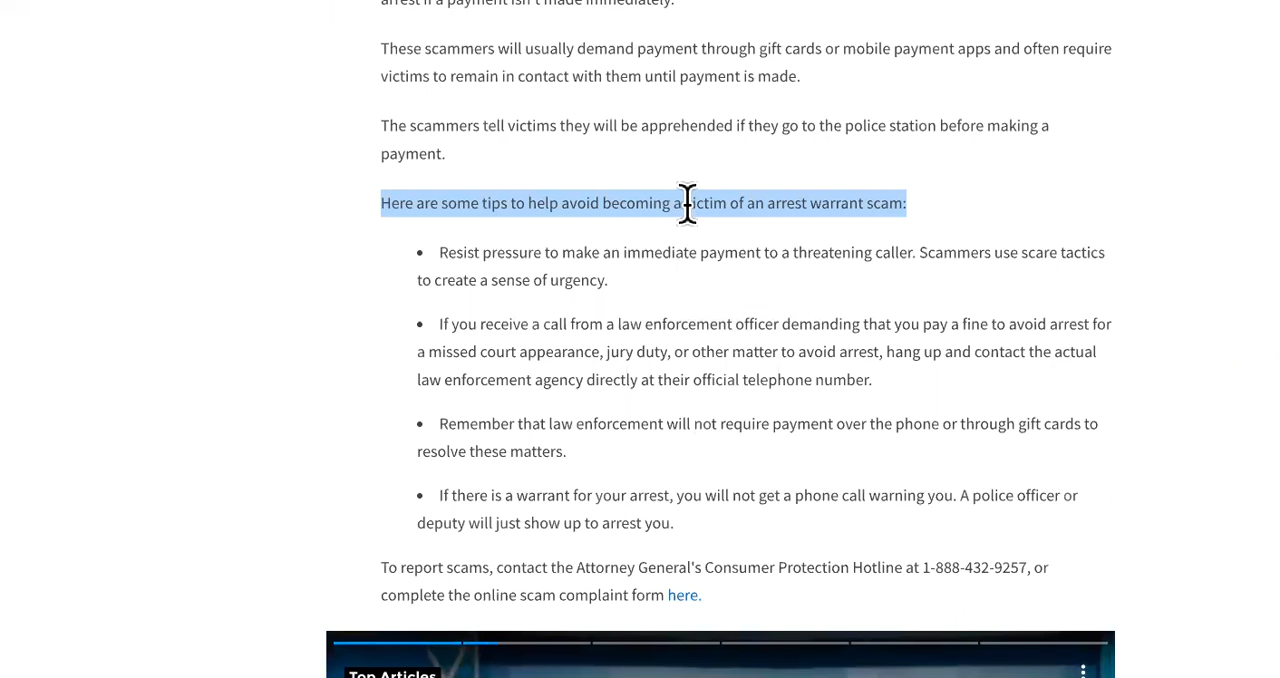 arrest if a payment isn't made immediately.
These scammers will usually demand payment through gift cards or mobile payment apps and often require
victims to remain in contact with them until payment is made.
The scammers tell victims they will be apprehended if they go to the police station before making a
payment.
Here are some tips to help avoid becoming a victim of an arrest warrant scam:
• Resist pressure to make an immediate payment to a threatening caller. Scammers use scare tactics
to create a sense of urgency.
• If you receive a call from a law enforcement officer demanding that you pay a fine to avoid arrest for
a missed court appearance, jury duty, or other matter to avoid arrest, hang up and contact the actual
law enforcement agency directly at their official telephone number.
• Remember that law enforcement will not require payment over the phone or through gift cards to
resolve these matters.
• If there is a warrant for your arrest, you will not get a phone call warning you. A police officer or
deputy will just show up to arrest you.
To report scams, contact the Attorney General's Consumer Protection Hotline at 1-888-432-9257, or
complete the online scam complaint form here.
Top Articles